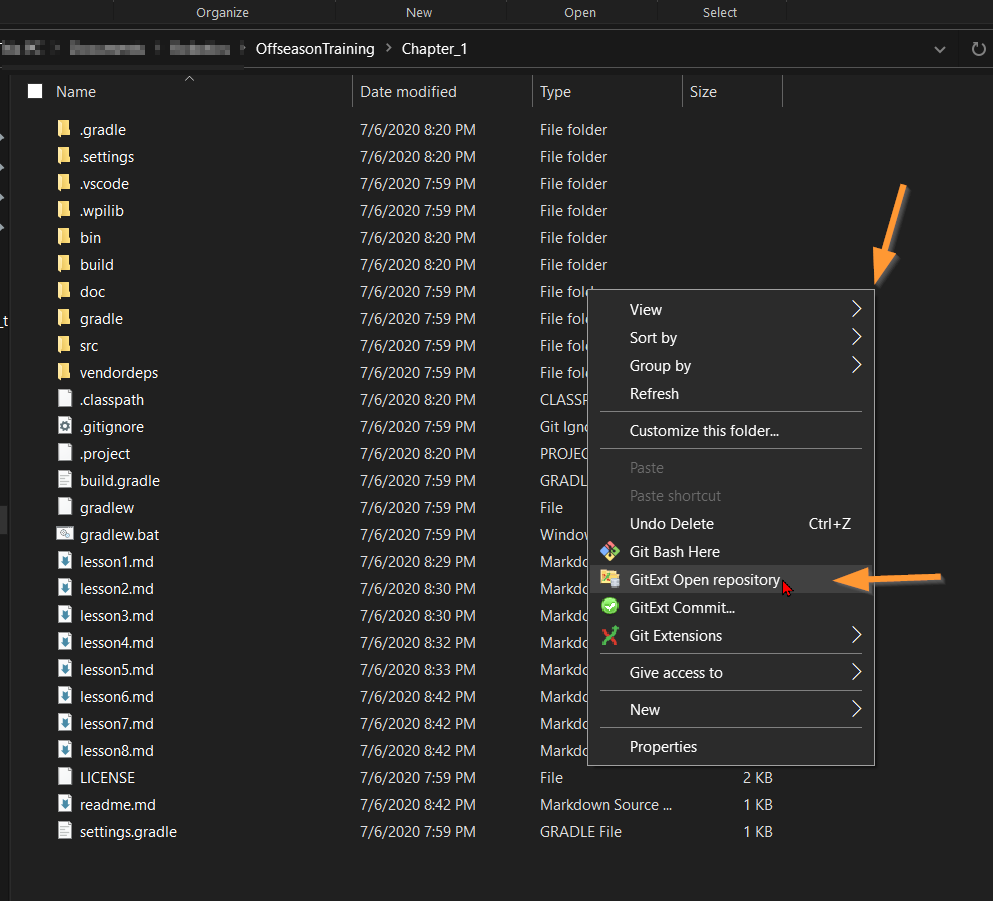 Organize New Open Select
OffseasonTraining > Chapter_1
Name Date modified Type Size
.gradle 7/6/2020 8:20 PM File folder
.settings 7/6/2020 8:20 PM File folder
.vscode 7/6/2020 7:59 PM File folder
.wpilib 7/6/2020 7:59 PM File folder
bin 7/6/2020 8:20 PM File folder
build 7/6/2020 8:20 PM File folder
doc 7/6/2020 7:59 PM File fold
gradle 7/6/2020 7:59 PM File fol
_t
src 7/6/2020 7:59 PM File fol
vendordeps 7/6/2020 7:59 PM File fol
.classpath 7/6/2020 8:20 PM CLASSP
.gitignore 7/6/2020 7:59 PM Git Igno
.project 7/6/2020 7:59 PM PROJEC
build.gradle 7/6/2020 7:59 PM GRADL
gradlew 7/6/2020 7:59 PM File
gradlew.bat 7/6/2020 7:59 PM Windo
lesson1.md 7/6/2020 8:29 PM Markdo
lesson2.md 7/6/2020 8:30 PM Markdo
lesson3.md 7/6/2020 8:30 PM Markdo
lesson4.md 7/6/2020 8:32 PM Markdo
lesson5.md 7/6/2020 8:33 PM Markdo
lesson6.md 7/6/2020 8:42 PM Markdo
lesson7.md 7/6/2020 8:42 PM Markdo
lesson8.md 7/6/2020 8:42 PM Markdo
LICENSE 7/6/2020 7:59 PM File 2 KB
readme.md 7/6/2020 8:42 PM Markdown Source ... 1 KB
settings.gradle 7/6/2020 7:59 PM GRADLE File 1 KB
View
Sort by
Group by
Refresh
Customize this folder...
Paste
Paste shortcut
Undo Delete Ctrl+Z
Git Bash Here
GitExt Open repository
GitExt Commit...
Git Extensions
Give access to
New
Properties